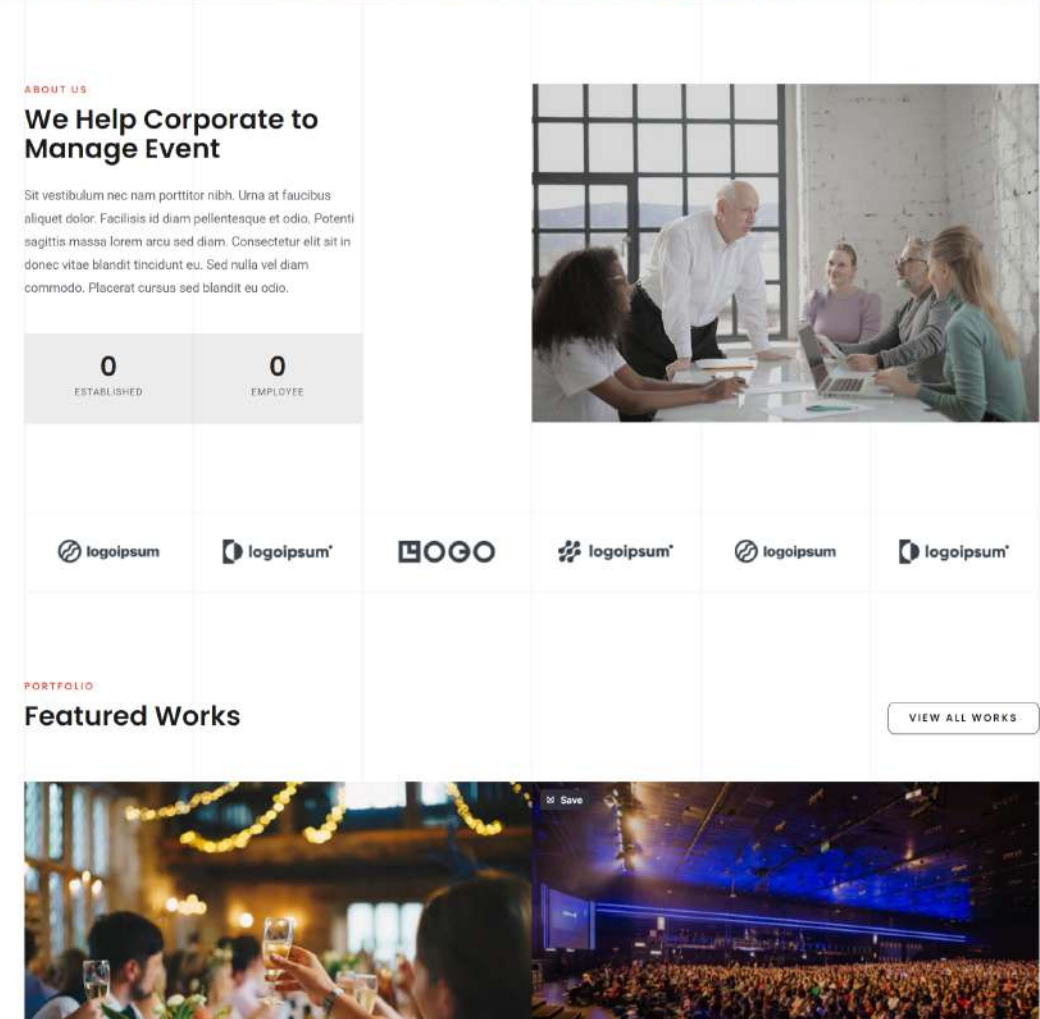 ABOUT US
We Help Corporate to
Manage Event
Sit vestibulum nec nam porttitor nibh. Urna at faucibus
aliquet dolor. Facilisis id diam pellentesque et odio. Potenti
sagittis massa lorem arcu sed diam. Consectetur elit sit in
donec vitae blandit tincidunt eu. Sed nulla vel diam
commodo. Placerat cursus sed blandit eu odio.
0 0
ESTABLISHED EMPLOYEE
logoipsum logoipsum LOGO logoipsum logoipsum logoipsum
PORTFOLIO
Featured Works
VIEW ALL WORKS
Save